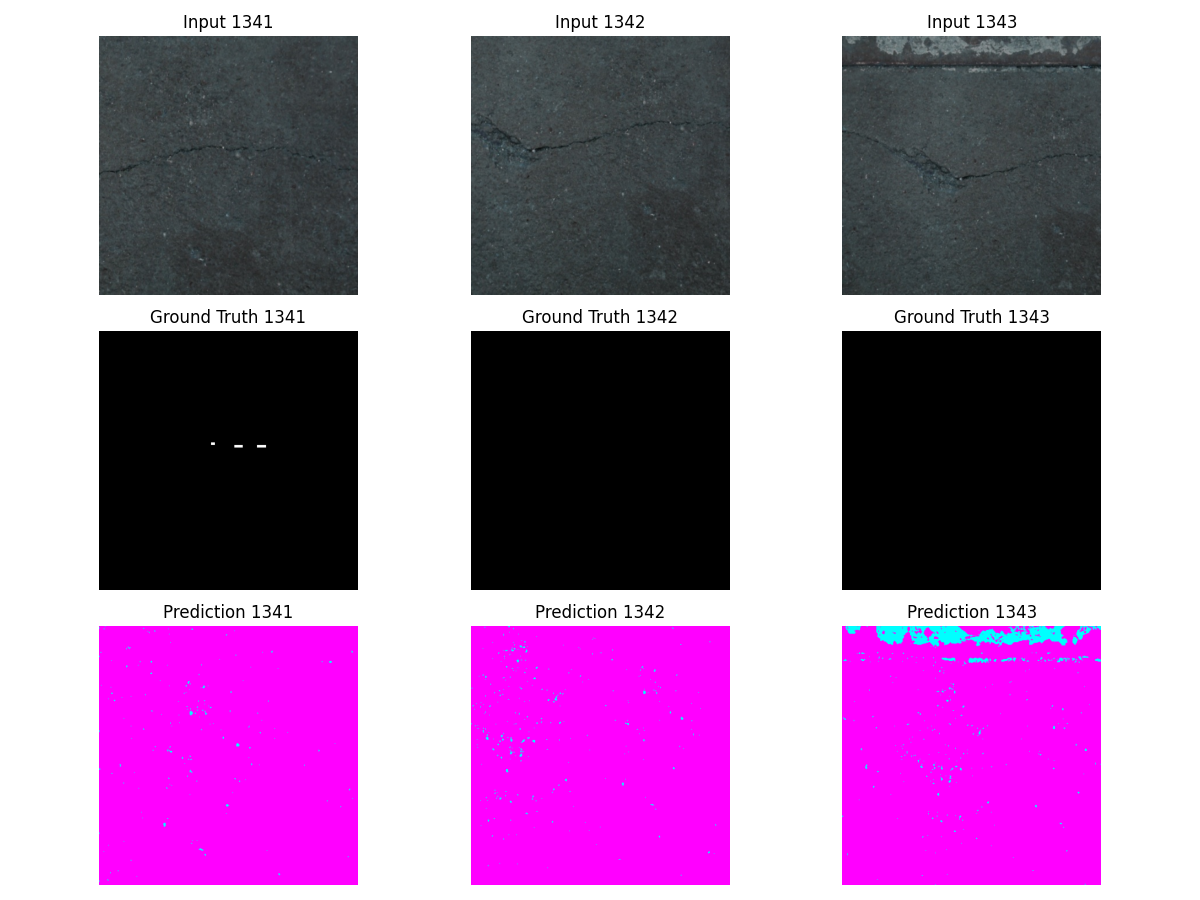 Input 1341
Input 1342
Input 1343
Ground Truth 1341
Ground Truth 1342
Ground Truth 1343
Prediction 1341
Prediction 1342
Prediction 1343